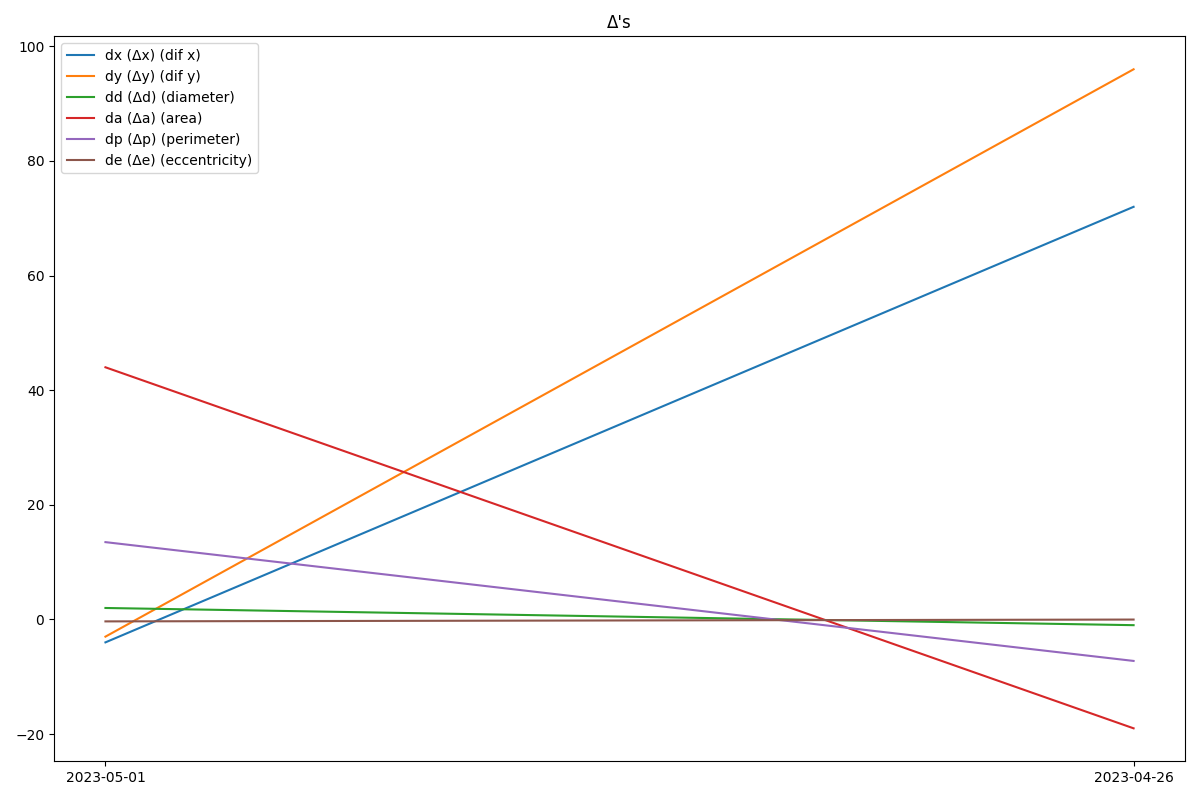 Δ's
dx (Δx) (dif x)
dy (Δy) (dif y)
dd (Δd) (diameter)
da (Δa) (area)
dp (Δp) (perimeter)
de (Δe) (eccentricity)
100
80
60
40
20
0
−20
2023-05-01 2023-04-26